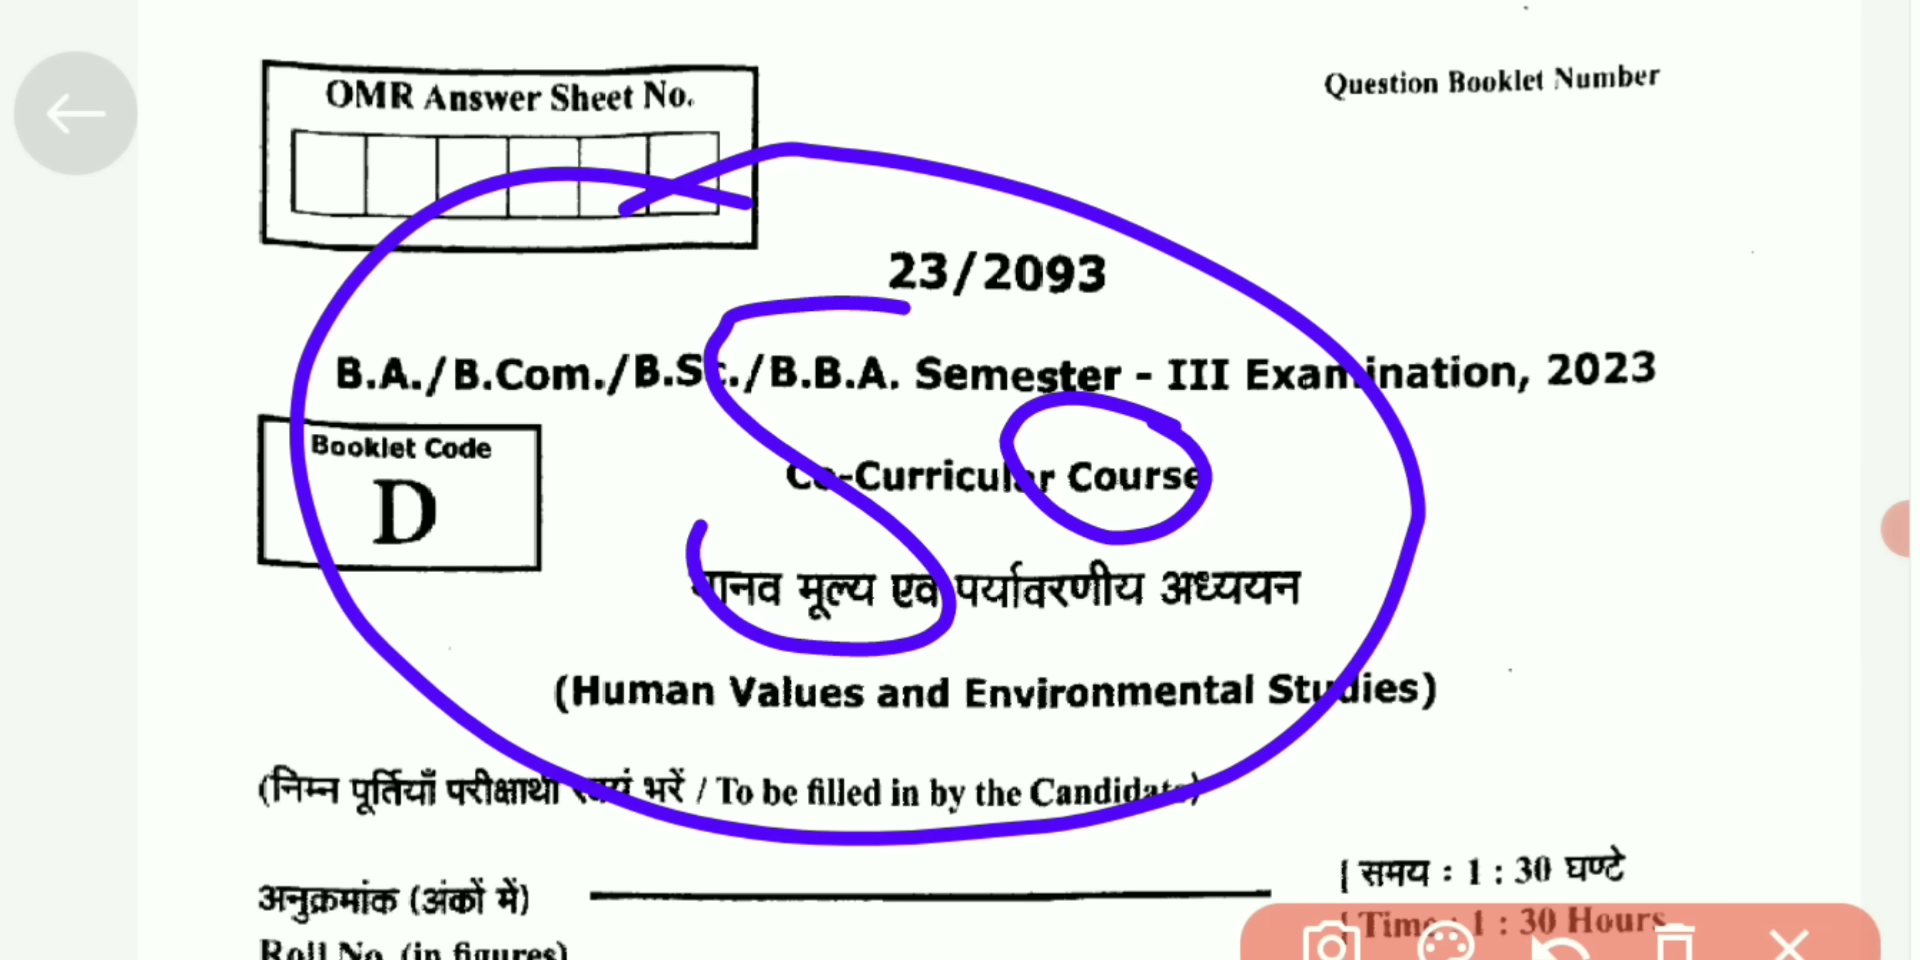 OMR Answer Sheet No.
Question Booklet Number
23/2093
B.A./B.Com./B.Sc./B.B.A. Semester - III Examination, 2023
Booklet Code
D
Co-Curricular Course
मानव मूल्य एवं पर्यावरणीय अध्ययन
(Human Values and Environmental Studies)
(निम्न पूर्तियाँ परीक्षार्थी स्वयं भरें / To be filled in by the Candidate)
अनुक्रमांक (अंकों में)
[ समय : 1 : 30 घण्टे
[ Time : 1 : 30 Hours
Roll No. (in figures)